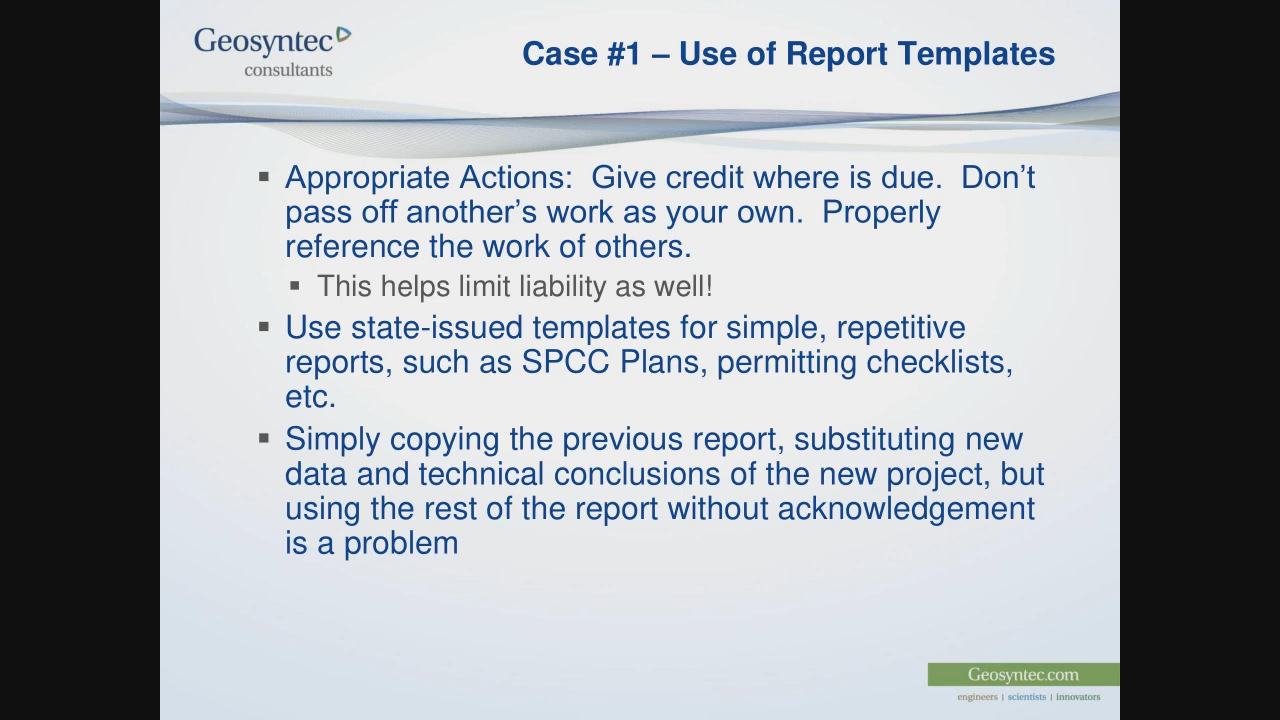 Geosyntec
consultants
Case #1 – Use of Report Templates
▪ Appropriate Actions:  Give credit where is due.  Don’t
pass off another’s work as your own.  Properly
reference the work of others.
▪ This helps limit liability as well!
▪ Use state-issued templates for simple, repetitive
reports, such as SPCC Plans, permitting checklists,
etc.
▪ Simply copying the previous report, substituting new
data and technical conclusions of the new project, but
using the rest of the report without acknowledgement
is a problem
Geosyntec.com
engineers | scientists | innovators